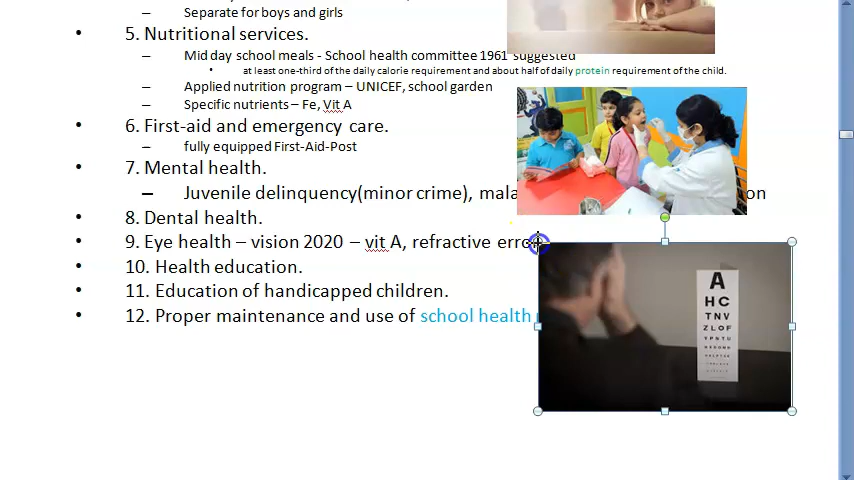 – Separate for boys and girls
• 5. Nutritional services.
– Mid day school meals - School health committee 1961 suggested
• at least one-third of the daily calorie requirement and about half of daily protein requirement of the child.
– Applied nutrition program – UNICEF, school garden
– Specific nutrients – Fe, Vit A
• 6. First-aid and emergency care.
– fully equipped First-Aid-Post
• 7. Mental health.
– Juvenile delinquency(minor crime),
• 8. Dental health.
• 9. Eye health – vision 2020 – vit A, refractive
• 10. Health education.
• 11. Education of handicapped children.
• 12. Proper maintenance and use of school health
A
HC
TNV
ZLOF